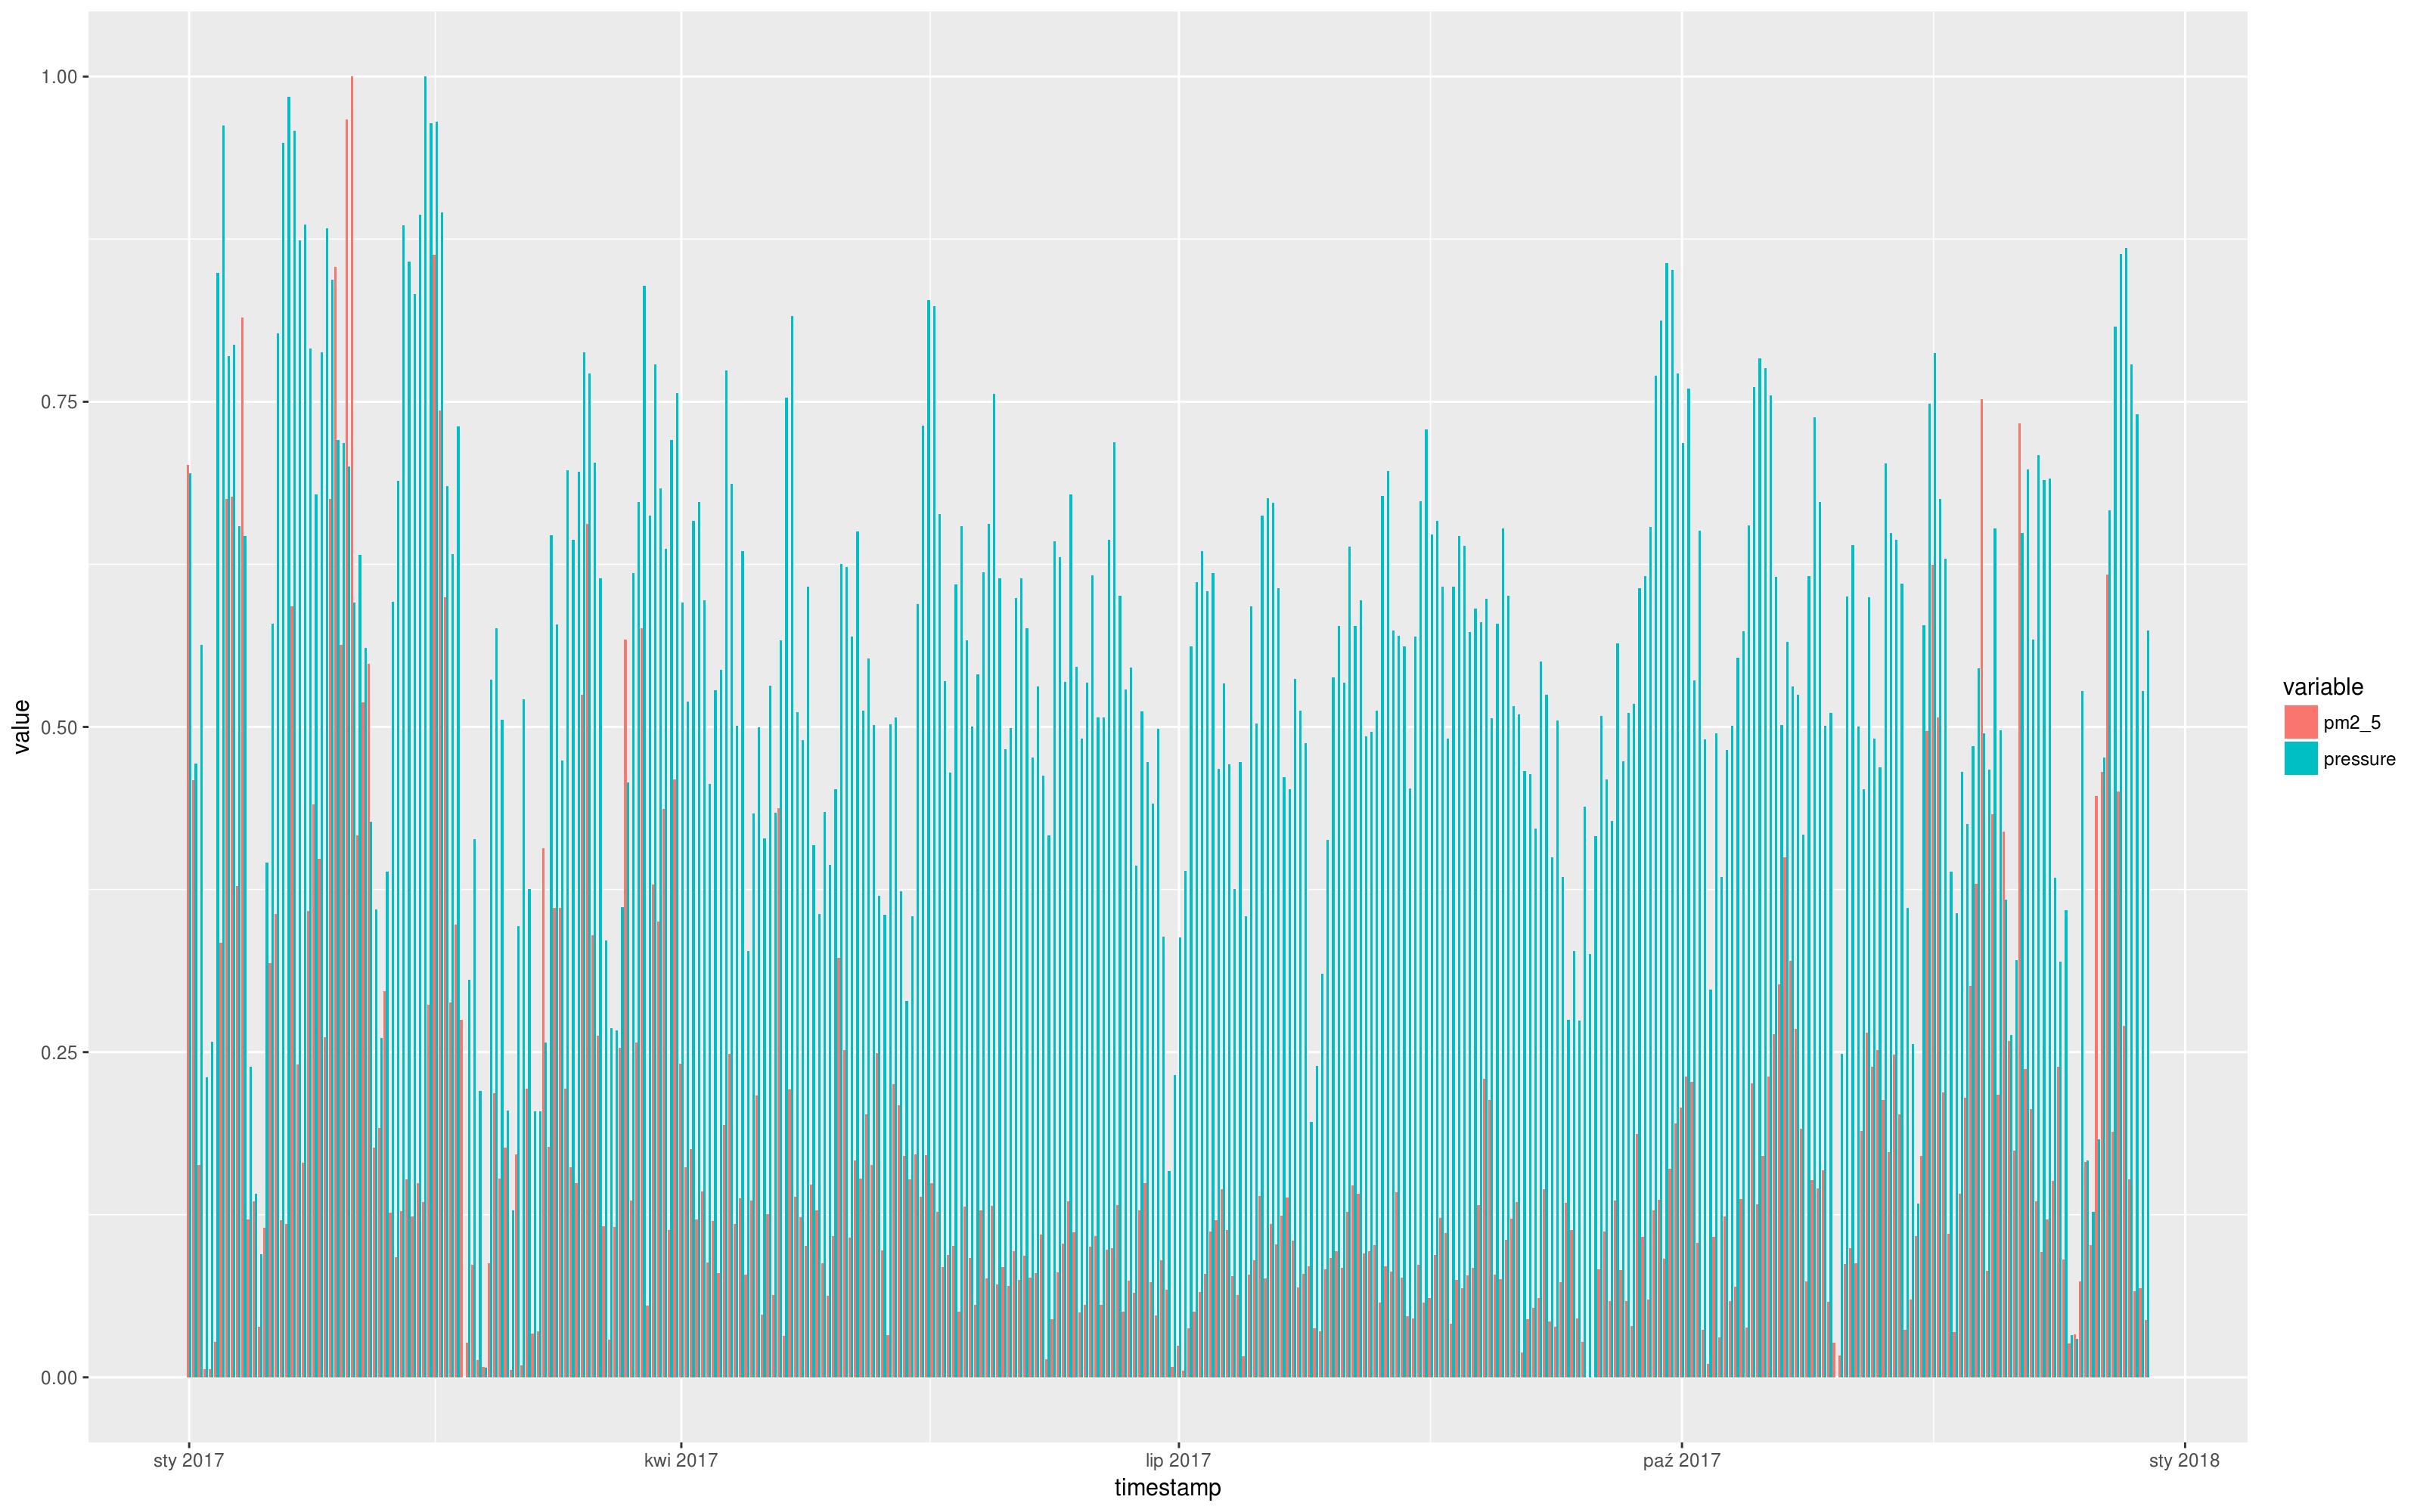 1.00
0.75
0.50
0.25
0.00
value
sty 2017
kwi 2017
lip 2017
paź 2017
sty 2018
timestamp
variable
pm2_5
pressure